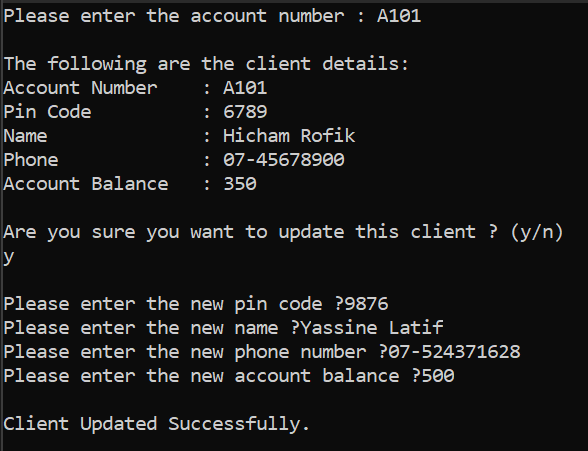 Please enter the account number : A101
The following are the client details:
Account Number    : A101
Pin Code          : 6789
Name              : Hicham Rofik
Phone             : 07-45678900
Account Balance   : 350
Are you sure you want to update this client ? (y/n)
y
Please enter the new pin code ?9876
Please enter the new name ?Yassine Latif
Please enter the new phone number ?07-524371628
Please enter the new account balance ?500
Client Updated Successfully.